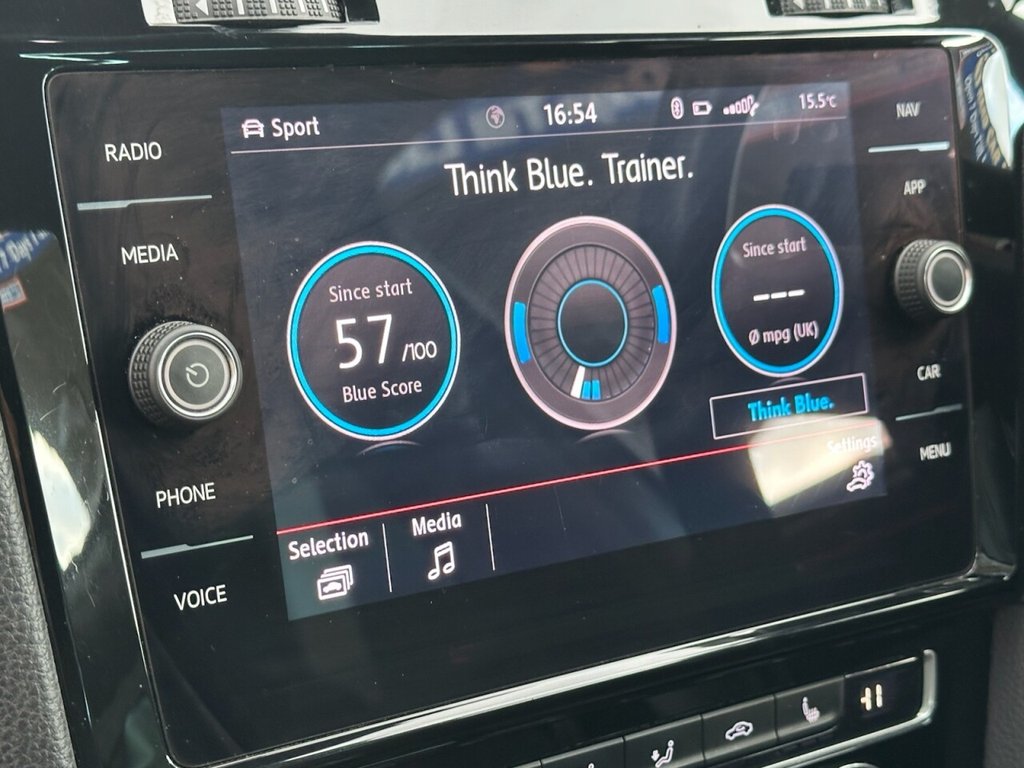 Sport
16:54
15.5°C
RADIO
MEDIA
PHONE
VOICE
NAV
APP
CAR
MENU
Think Blue. Trainer.
Since start
57 /100
Blue Score
Since start
---
Ø mpg (UK)
Think Blue.
Settings
Selection
Media